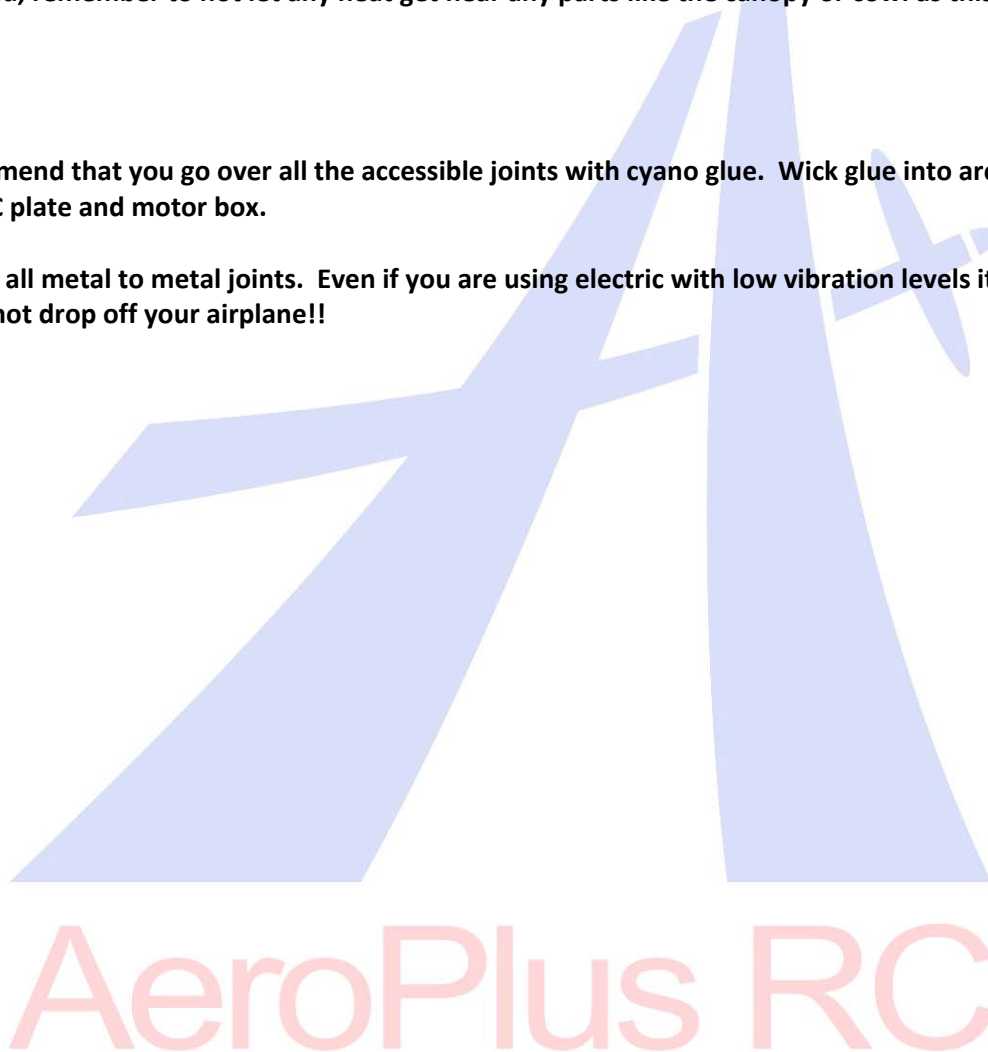 remember to not let any heat get near any parts like the canopy or cowl as this
mend that you go over all the accessible joints with cyano glue. Wick glue into
plate and motor box.
all metal to metal joints. Even if you are using electric with low vibration levels
not drop off your airplane!!
AeroPlus RC